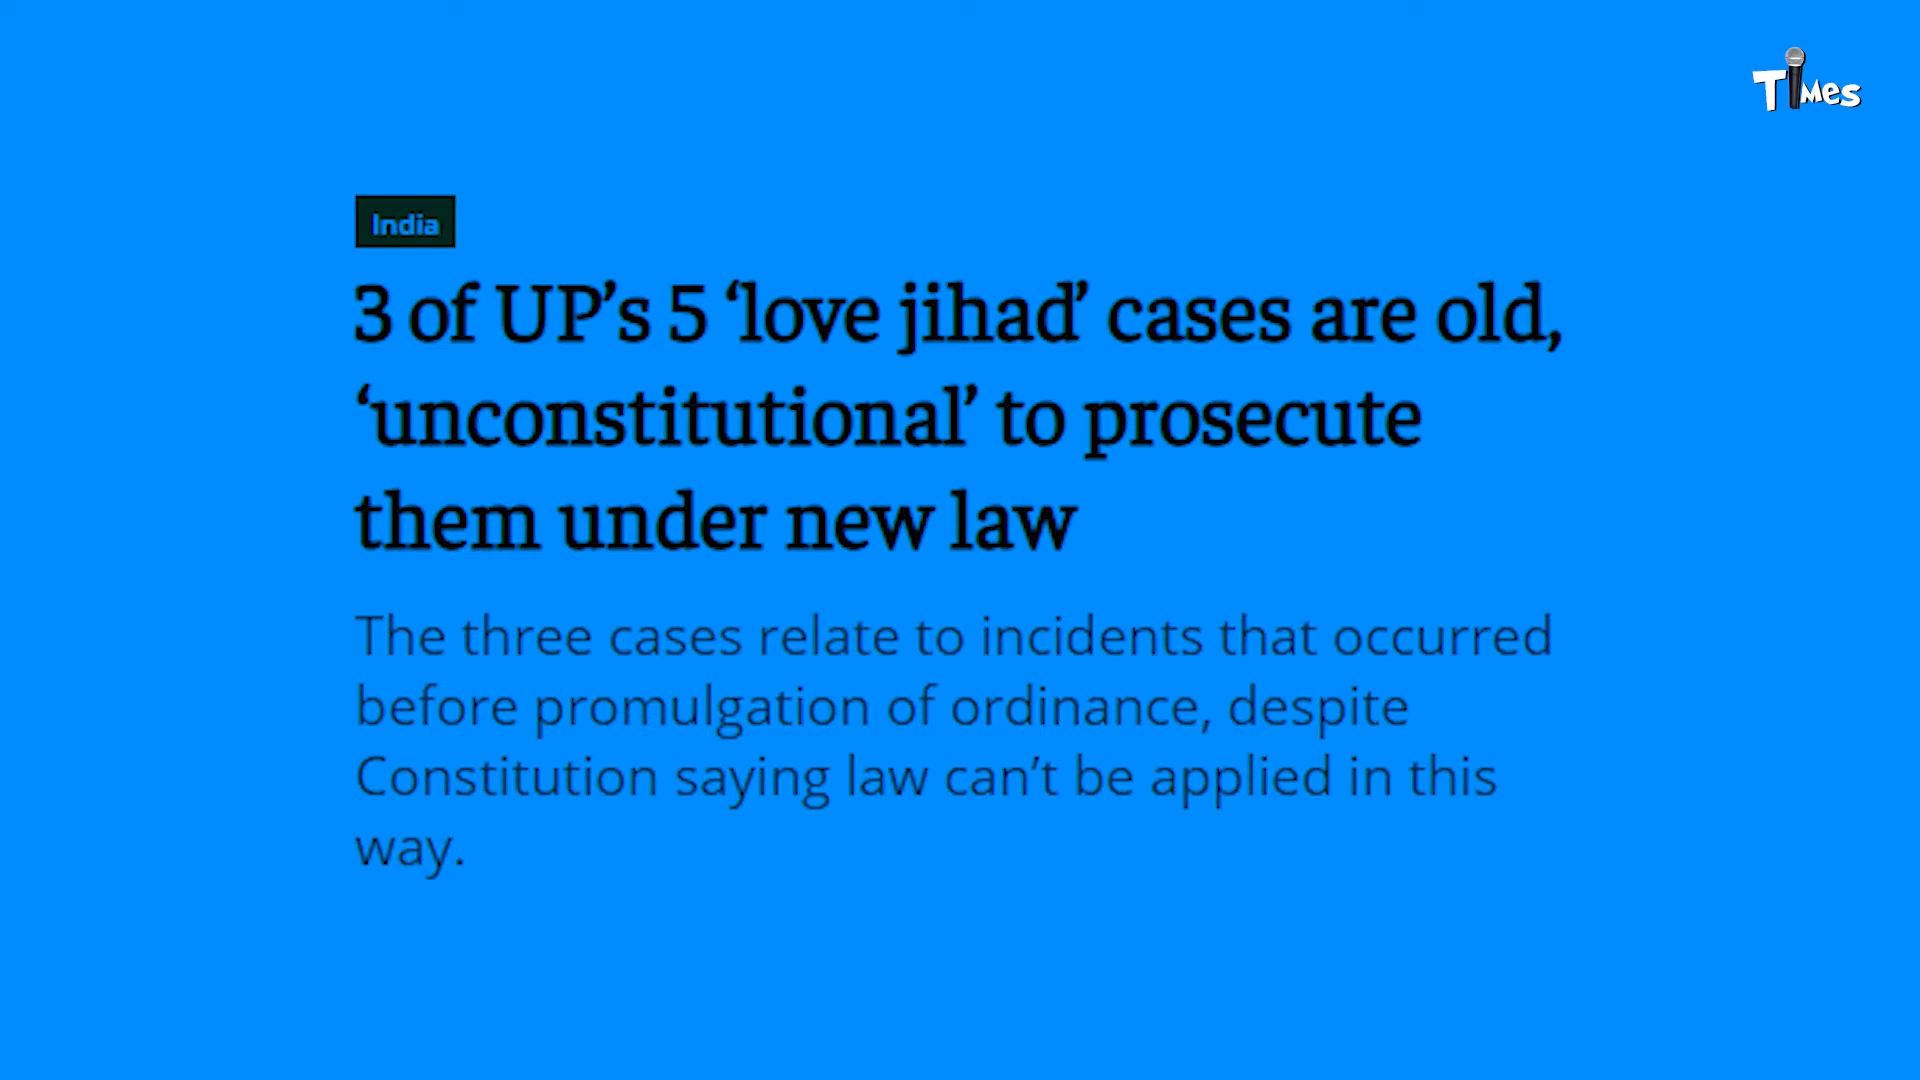 TIMes
India
3 of UP’s 5 ‘love jihad’ cases are old,
‘unconstitutional’ to prosecute
them under new law
The three cases relate to incidents that occurred
before promulgation of ordinance, despite
Constitution saying law can’t be applied in this
way.